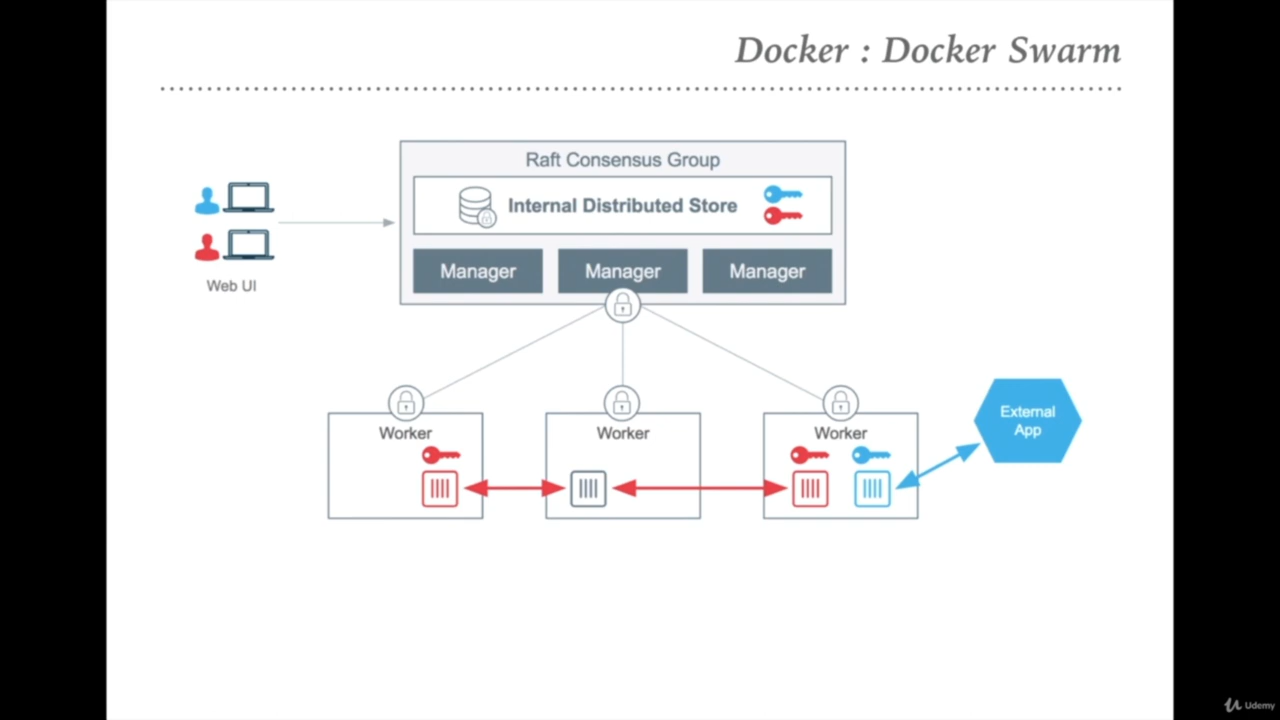 Docker : Docker Swarm
Raft Consensus Group
Internal Distributed Store
Manager
Manager
Manager
Web UI
Worker
Worker
Worker
External
App
Udemy